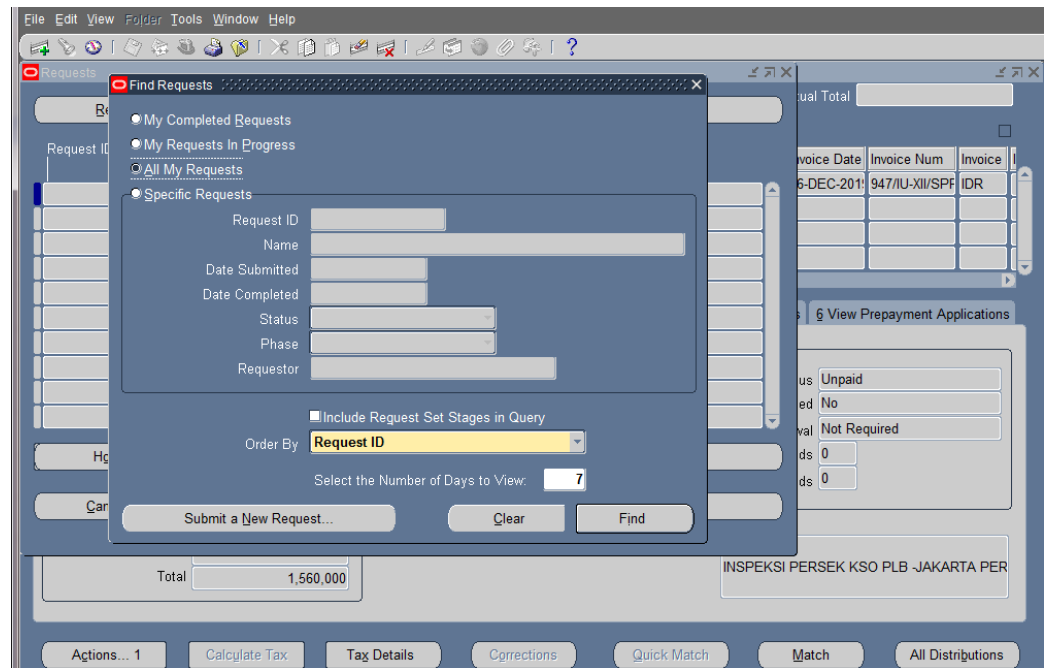 File Edit View Folder Tools Window Help
Requests
Find Requests
My Completed Requests
My Requests In Progress
All My Requests
Specific Requests
Request ID
Name
Date Submitted
Date Completed
Status
Phase
Requestor
Include Request Set Stages in Query
Order By Request ID
Select the Number of Days to View: 7
Submit a New Request... Clear Find
Request ID
Total 1,560,000
Invoice Num Invoice
947/IU-XII/SPF IDR
6 View Prepayment Applications
Unpaid
No
Not Required
0
0
INSPEKSI PERSEK KSO PLB -JAKARTA PER
Actions... 1 Calculate Tax Tax Details Corrections Quick Match Match All Distributions